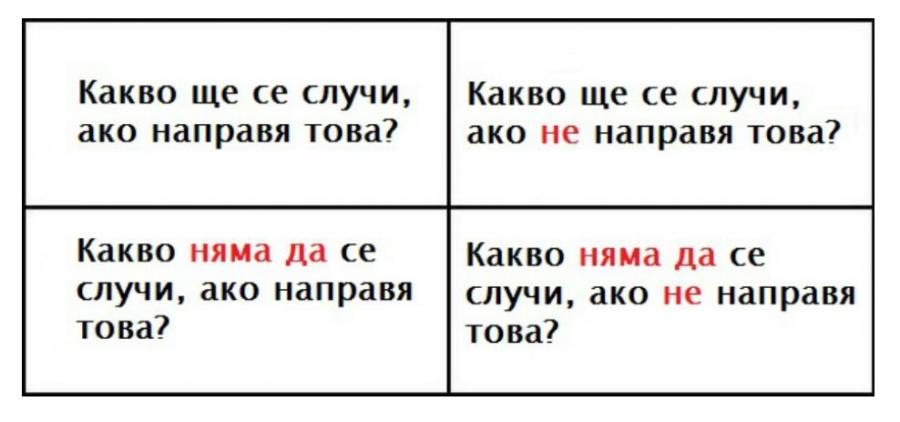 Какво ще се случи,
ако направя това?
Какво ще се случи,
ако не направя това?
Какво няма да се
случи, ако направя
това?
Какво няма да се
случи, ако не направя
това?